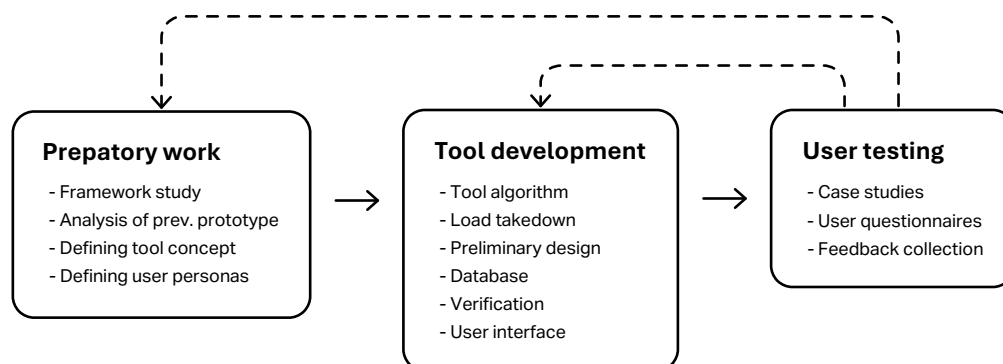 Prepatory work
- Framework study
- Analysis of prev. prototype
- Defining tool concept
- Defining user personas
Tool development
- Tool algorithm
- Load takedown
- Preliminary design
- Database
- Verification
- User interface
User testing
- Case studies
- User questionnaires
- Feedback collection